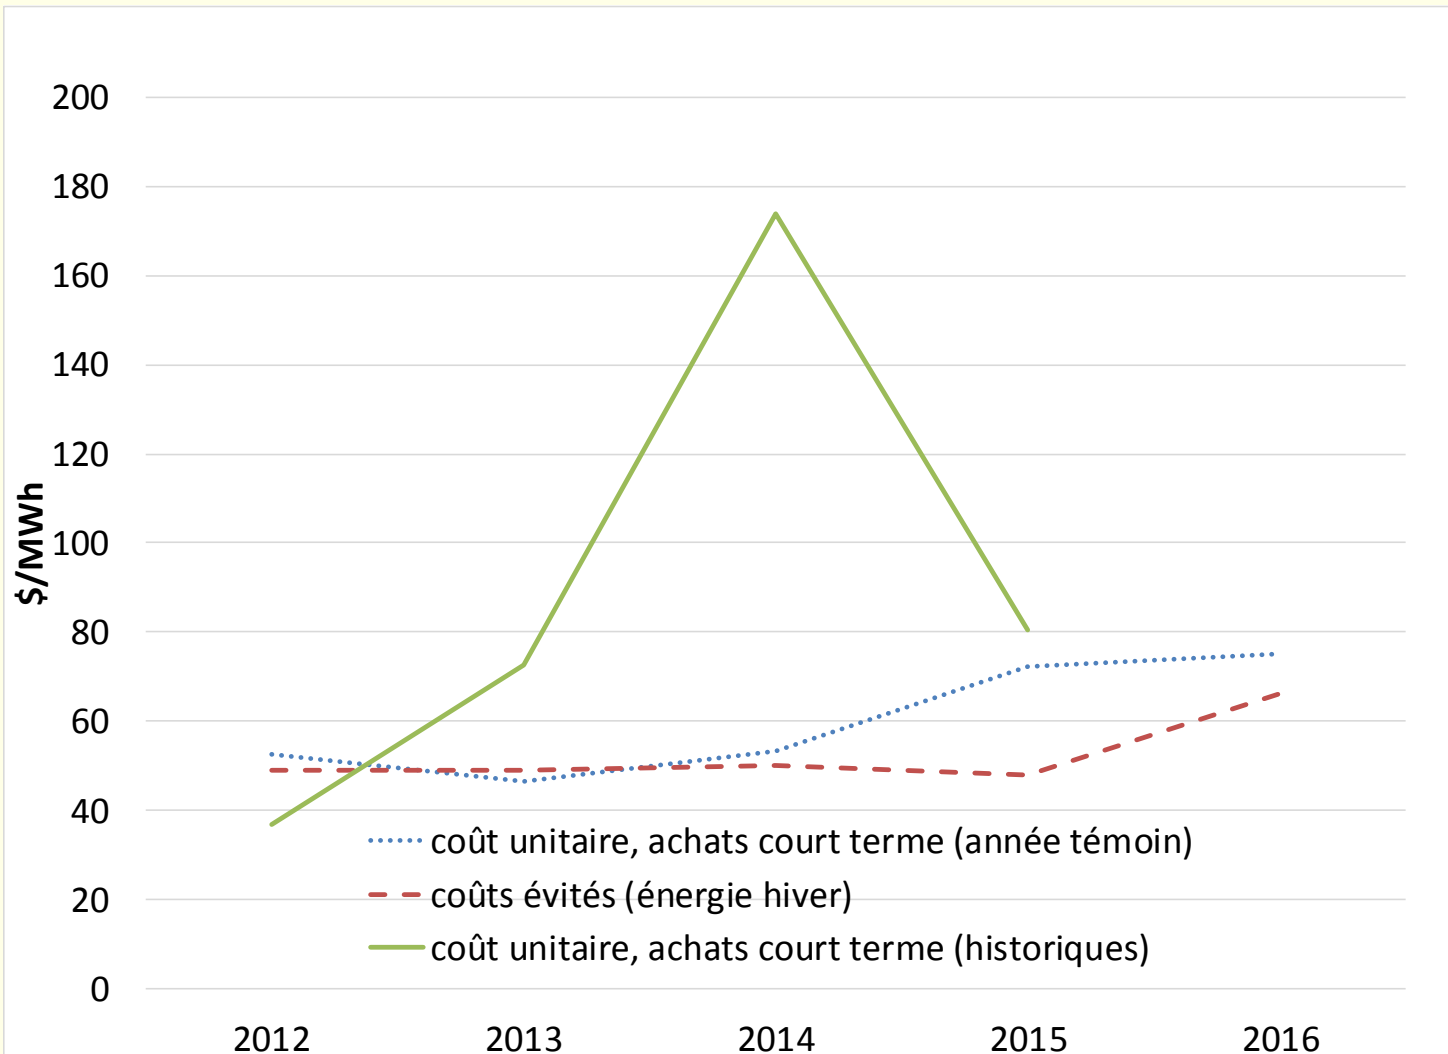 200
180
160
140
120
100
80
60
40
20
0
$/MWh
coût unitaire, achats court terme (année témoin)
coûts évités (énergie hiver)
coût unitaire, achats court terme (historiques)
2012 2013 2014 2015 2016